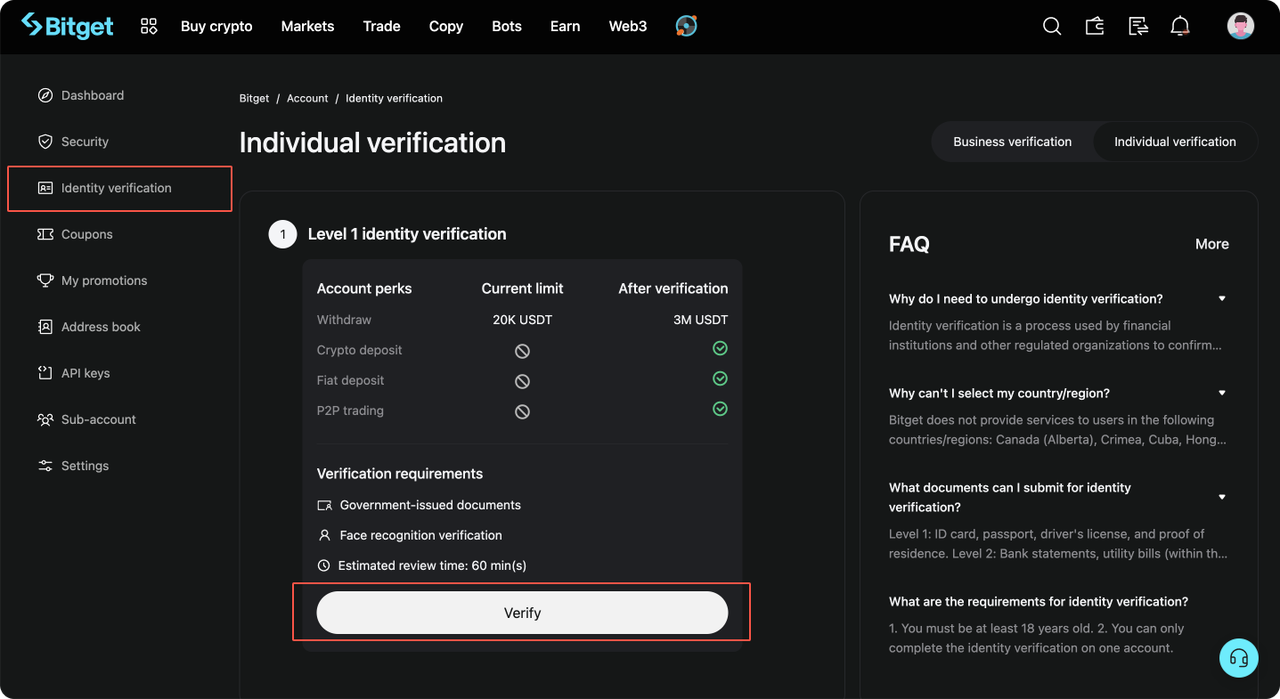 Bitget
Buy crypto
Markets
Trade
Copy
Bots
Earn
Web3
Dashboard
Security
Identity verification
Coupons
My promotions
Address book
API keys
Sub-account
Settings
Bitget / Account / Identity verification
Individual verification
Business verification
Individual verification
1 Level 1 identity verification
Account perks Current limit After verification
Withdraw 20K USDT 3M USDT
Crypto deposit
Fiat deposit
P2P trading
Verification requirements
Government-issued documents
Face recognition verification
Estimated review time: 60 min(s)
Verify
FAQ More
Why do I need to undergo identity verification?
Identity verification is a process used by financial
institutions and other regulated organizations to confirm...
Why can't I select my country/region?
Bitget does not provide services to users in the following
countries/regions: Canada (Alberta), Crimea, Cuba, Hong...
What documents can I submit for identity
verification?
Level 1: ID card, passport, driver's license, and proof of
residence. Level 2: Bank statements, utility bills (within th...
What are the requirements for identity verification?
1. You must be at least 18 years old. 2. You can only
complete the identity verification on one account.